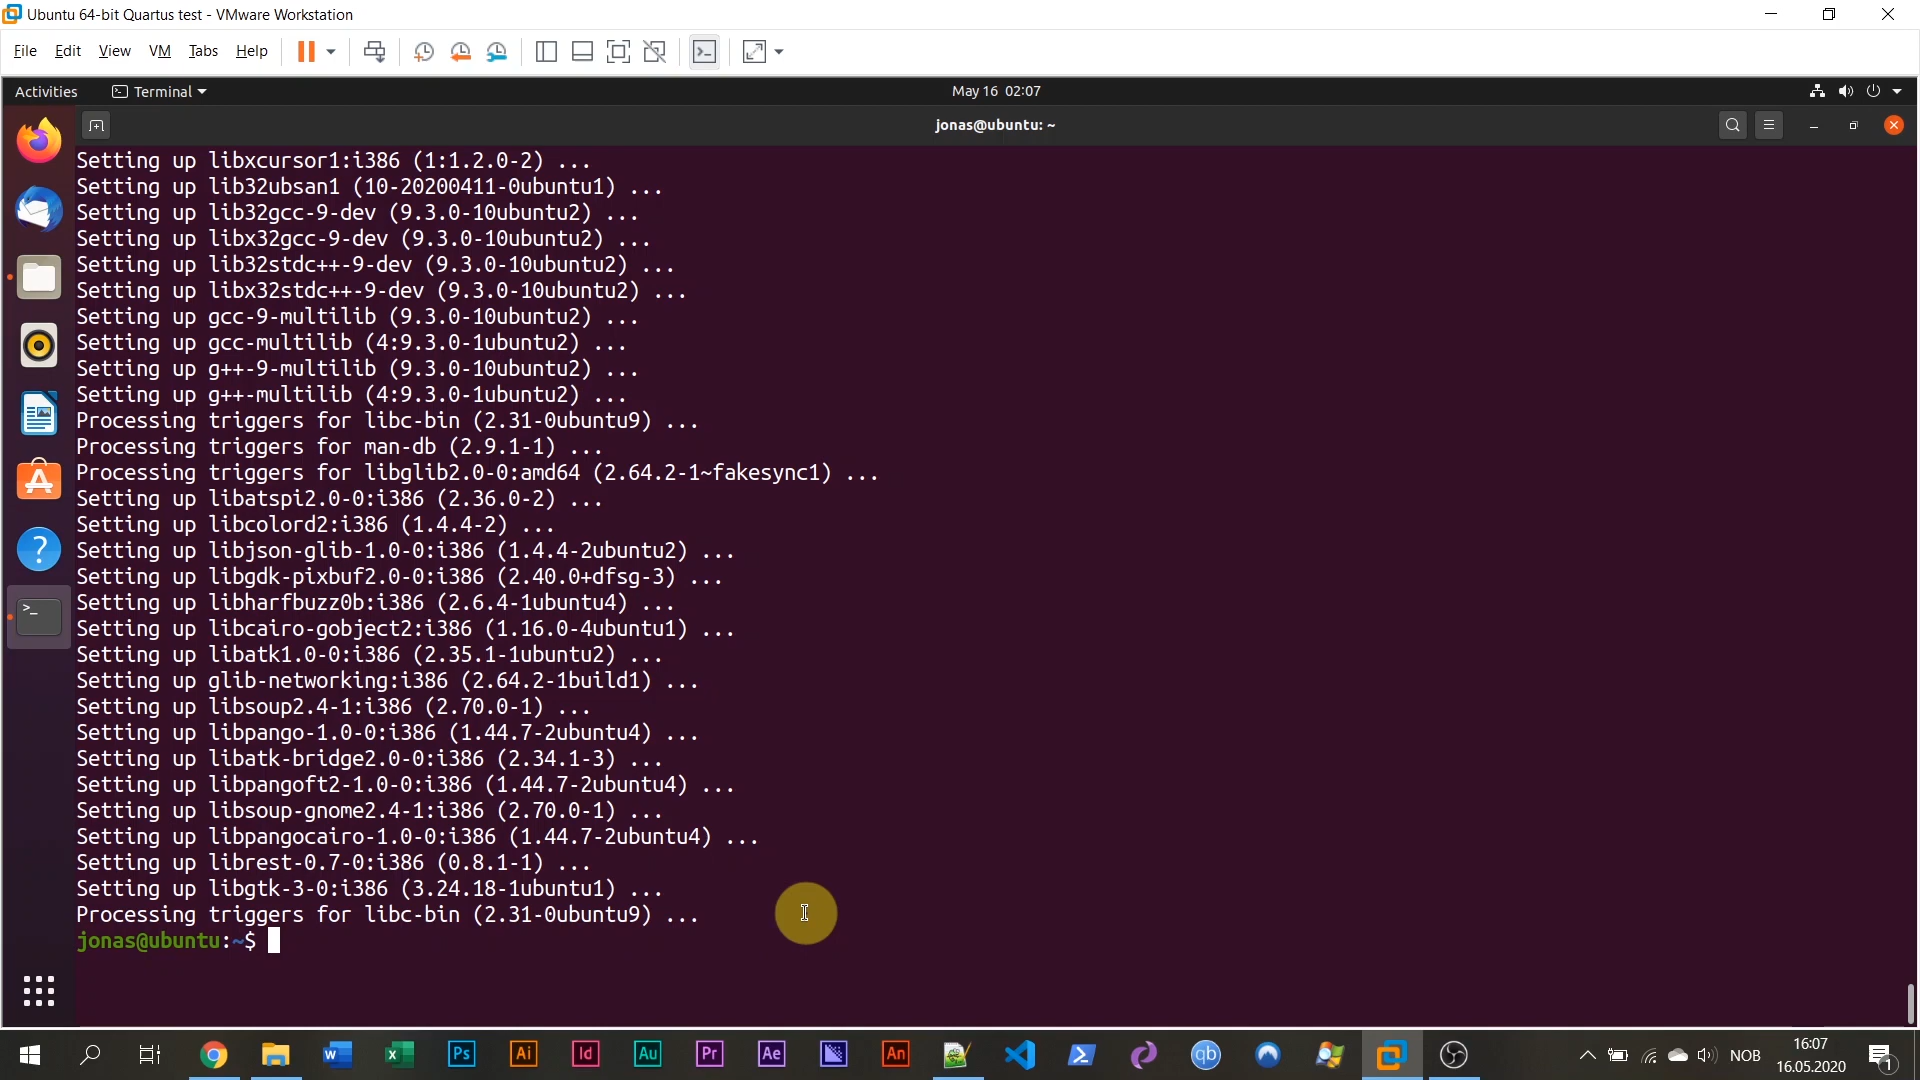 Ubuntu 64-bit Quartus test - VMware Workstation
File Edit View VM Tabs Help
Activities Terminal May 16 02:07
jonas@ubuntu: ~
Setting up libxcursor1:i386 (1:1.2.0-2) ...
Setting up lib32ubsan1 (10-20200411-0ubuntu1) ...
Setting up lib32gcc-9-dev (9.3.0-10ubuntu2) ...
Setting up libx32gcc-9-dev (9.3.0-10ubuntu2) ...
Setting up lib32stdc++-9-dev (9.3.0-10ubuntu2) ...
Setting up libx32stdc++-9-dev (9.3.0-10ubuntu2) ...
Setting up gcc-9-multilib (9.3.0-10ubuntu2) ...
Setting up gcc-multilib (4:9.3.0-1ubuntu2) ...
Setting up g++-9-multilib (9.3.0-10ubuntu2) ...
Setting up g++-multilib (4:9.3.0-1ubuntu2) ...
Processing triggers for libc-bin (2.31-0ubuntu9) ...
Processing triggers for man-db (2.9.1-1) ...
Processing triggers for libglib2.0-0:amd64 (2.64.2-1~fakesync1) ...
Setting up libatspi2.0-0:i386 (2.36.0-2) ...
Setting up libcolord2:i386 (1.4.4-2) ...
Setting up libjson-glib-1.0-0:i386 (1.4.4-2ubuntu2) ...
Setting up libgdk-pixbuf2.0-0:i386 (2.40.0+dfsg-3) ...
Setting up libharfbuzz0b:i386 (2.6.4-1ubuntu4) ...
Setting up libcairo-gobject2:i386 (1.16.0-4ubuntu1) ...
Setting up libatk1.0-0:i386 (2.35.1-1ubuntu2) ...
Setting up glib-networking:i386 (2.64.2-1build1) ...
Setting up libsoup2.4-1:i386 (2.70.0-1) ...
Setting up libpango-1.0-0:i386 (1.44.7-2ubuntu4) ...
Setting up libatk-bridge2.0-0:i386 (2.34.1-3) ...
Setting up libpangoft2-1.0-0:i386 (1.44.7-2ubuntu4) ...
Setting up libsoup-gnome2.4-1:i386 (2.70.0-1) ...
Setting up libpangocairo-1.0-0:i386 (1.44.7-2ubuntu4) ...
Setting up librest-0.7-0:i386 (0.8.1-1) ...
Setting up libgtk-3-0:i386 (3.24.18-1ubuntu1) ...
Processing triggers for libc-bin (2.31-0ubuntu9) ...
jonas@ubuntu:~$
Ps Ai Id Au Pr Ae An qb NOB 16:07
16.05.2020 1